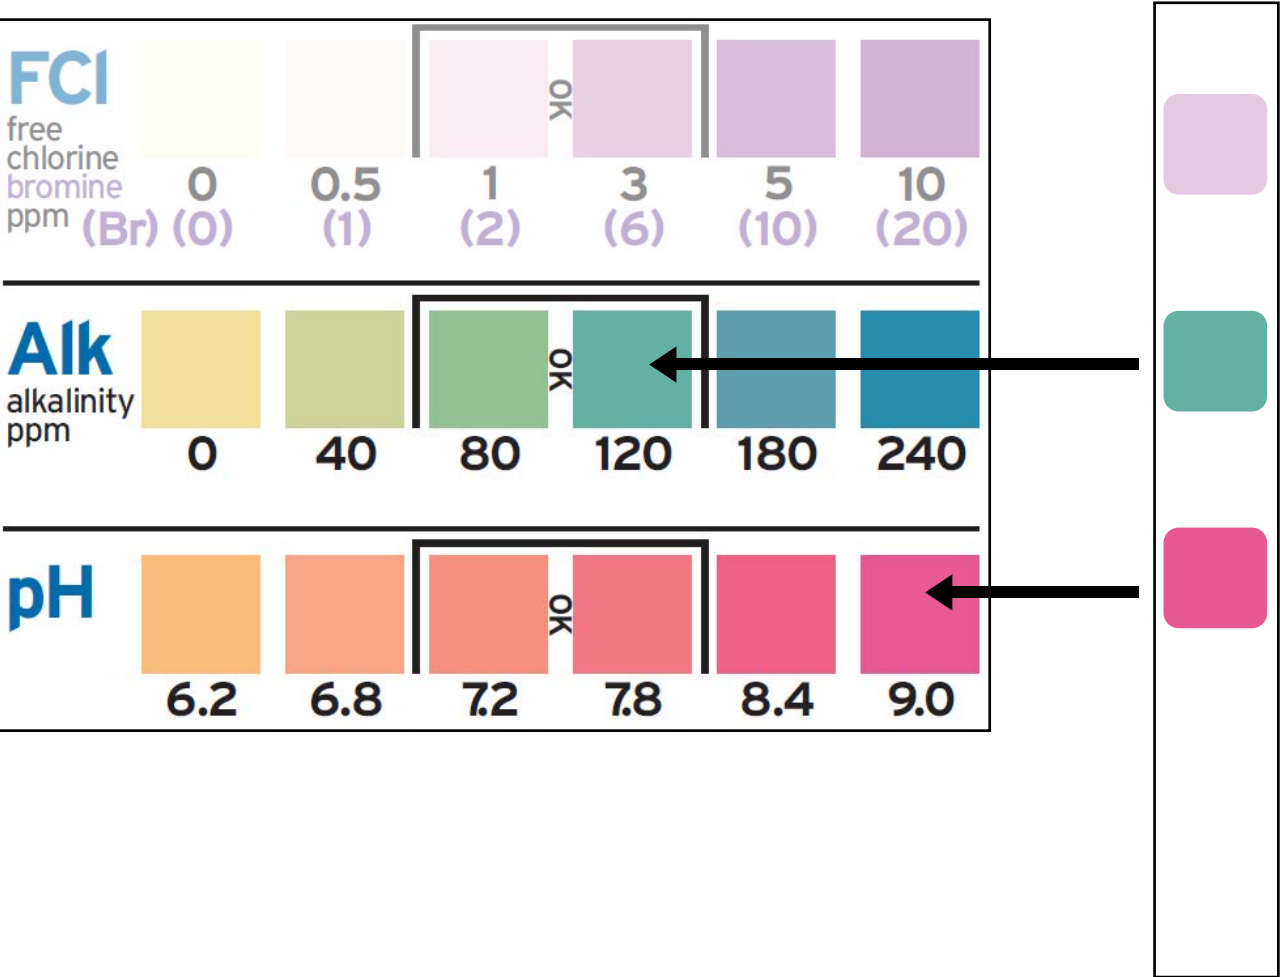 FCl
free
chlorine
bromine
ppm (Br)
0 0.5 1 3 5 10
(0) (1) (2) (6) (10) (20)
OK
Alk
alkalinity
ppm
OK
0 40 80 120 180 240
pH
OK
6.2 6.8 7.2 7.8 8.4 9.0